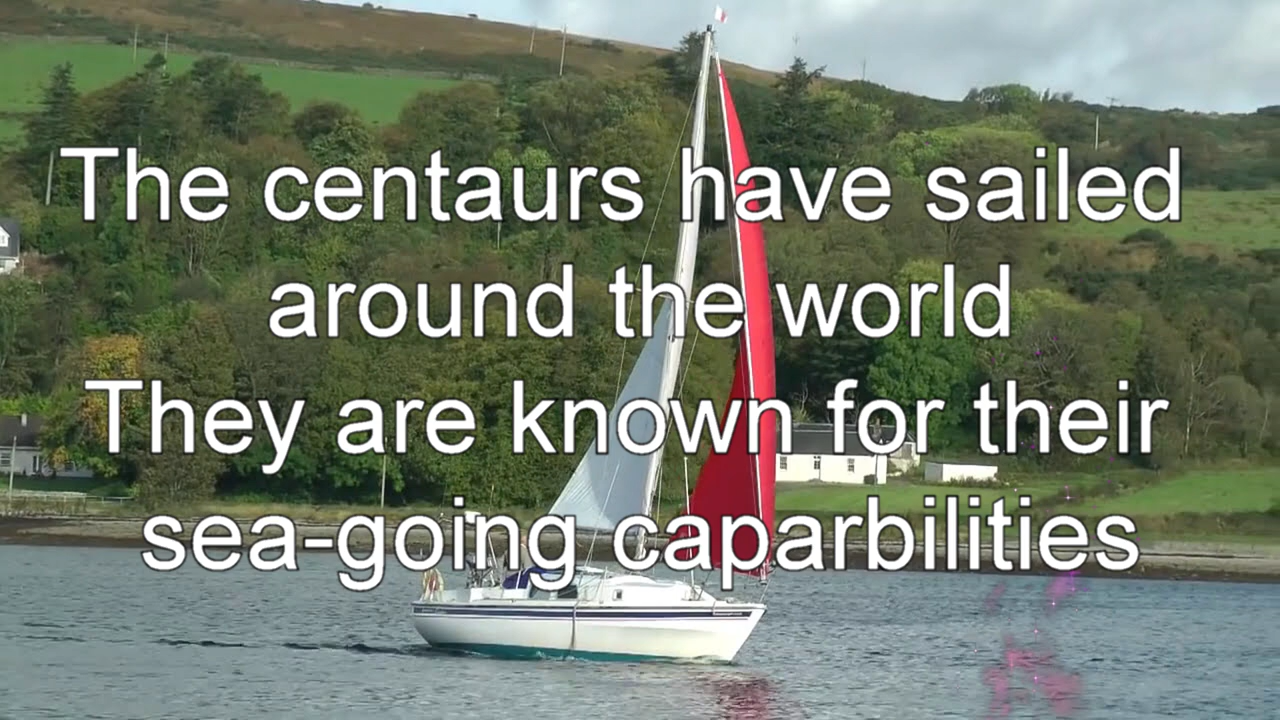 The centaurs have sailed
around the world
They are known for their
sea-going caparbilities